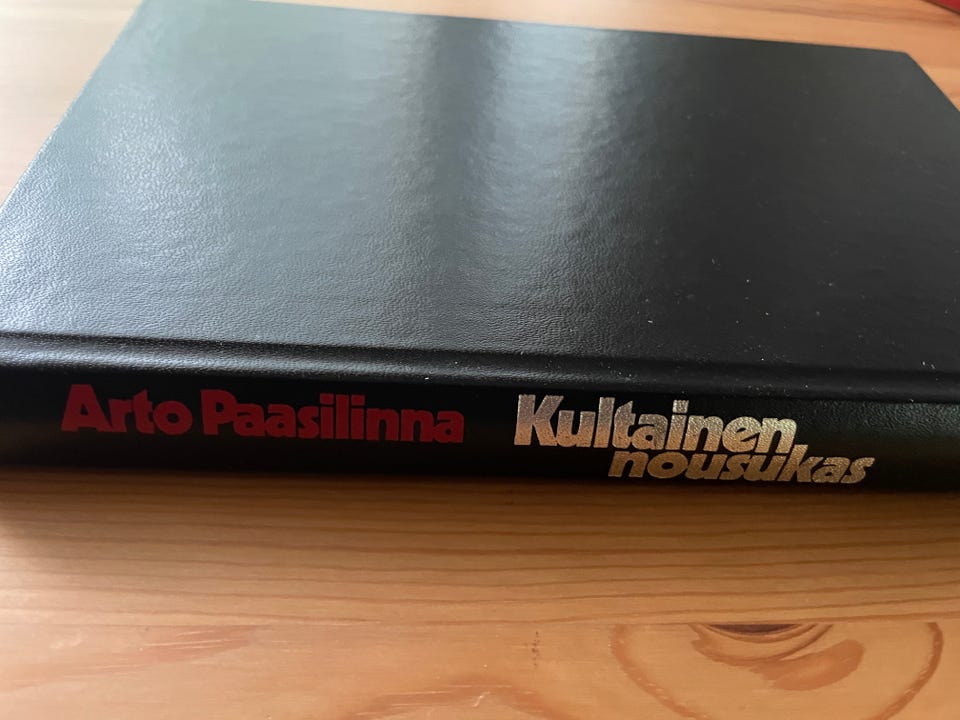 Arto Paasilinna
Kultainen
nousukas